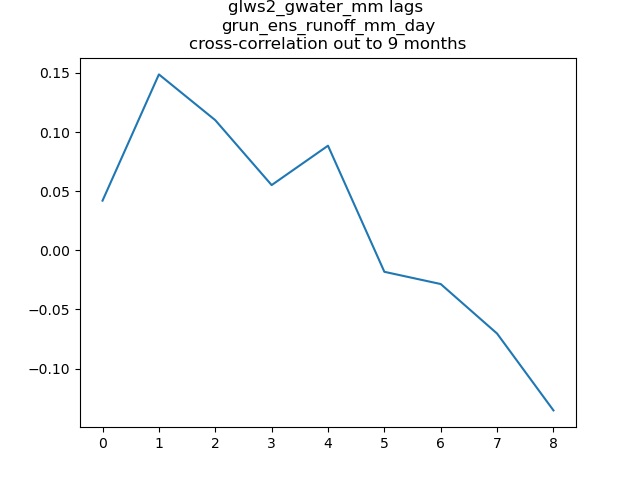 glws2_gwater_mm lags
grun_ens_runoff_mm_day
cross-correlation out to 9 months
0.15
0.10
0.05
0.00
−0.05
−0.10
0 1 2 3 4 5 6 7 8